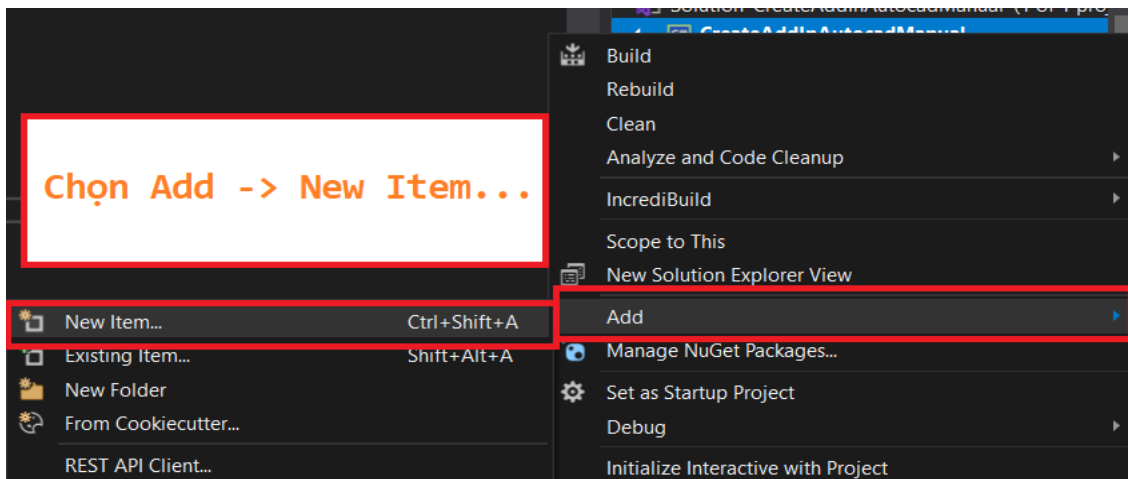 CreateAddInAutocadManual
Build
Rebuild
Clean
Analyze and Code Cleanup
IncrediBuild
Scope to This
New Solution Explorer View
Add
Manage NuGet Packages...
Set as Startup Project
Debug
Initialize Interactive with Project
Chọn Add -> New Item...
New Item... Ctrl+Shift+A
Existing Item... Shift+Alt+A
New Folder
From Cookiecutter...
REST API Client...